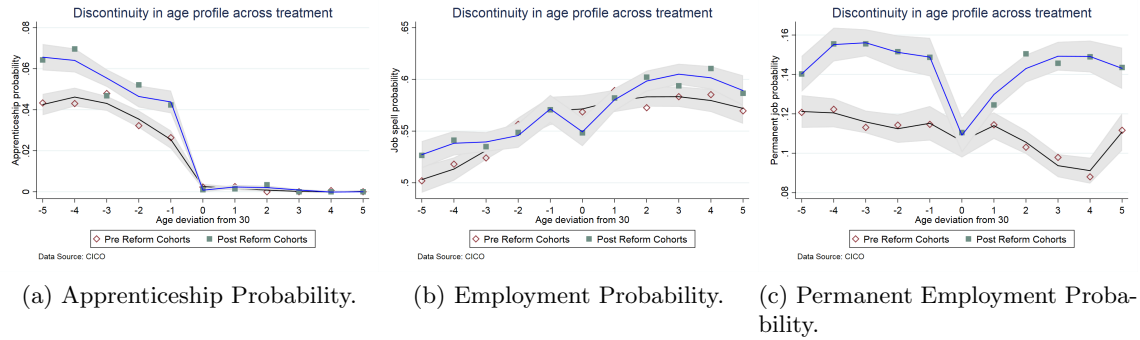 Discontinuity in age profile across treatment
Apprenticeship probability
0 .02 .04 .06 .08
-5 -4 -3 -2 -1 0 1 2 3 4 5
Age deviation from 30
Pre Reform Cohorts Post Reform Cohorts
Data Source: CICO
(a) Apprenticeship Probability.
Discontinuity in age profile across treatment
Job spell probability
.5 .55 .6 .65
-5 -4 -3 -2 -1 0 1 2 3 4 5
Age deviation from 30
Pre Reform Cohorts Post Reform Cohorts
Data Source: CICO
(b) Employment Probability.
Discontinuity in age profile across treatment
Permanent job probability
.08 .1 .12 .14 .16
-5 -4 -3 -2 -1 0 1 2 3 4 5
Age deviation from 30
Pre Reform Cohorts Post Reform Cohorts
Data Source: CICO
(c) Permanent Employment Proba-
bility.